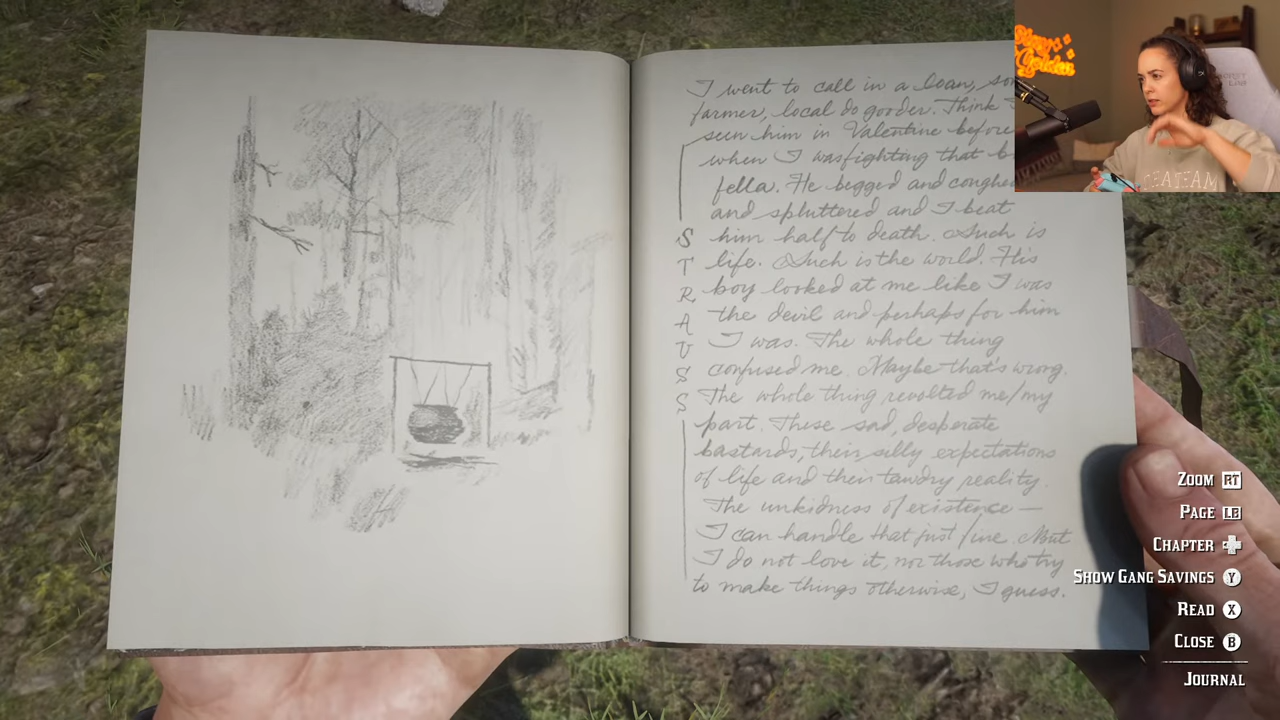 I went to call in a loan, so
farmer, local do gooder. Think I
seen him in Valentine before
when I wasfighting that b
fella. He begged and coughe
and spluttered and I beat
him half to death. Such is
life. Such is the world. His
boy looked at me like I was
the devil and perhaps for him
I was. The whole thing
confused me. Maybe that's wrong.
The whole thing revolted me/my
part. These sad, desperate
bastards, their silly expectations
of life and their tawdry reality.
The unkidness of existence —
I can handle that just fine. But
I do not love it, nor those who try
to make things otherwise, I guess.
S
T
R
A
U
S
S
EATEAM
ZOOM RT
PAGE LB
CHAPTER
SHOW GANG SAVINGS Y
READ X
CLOSE B
JOURNAL